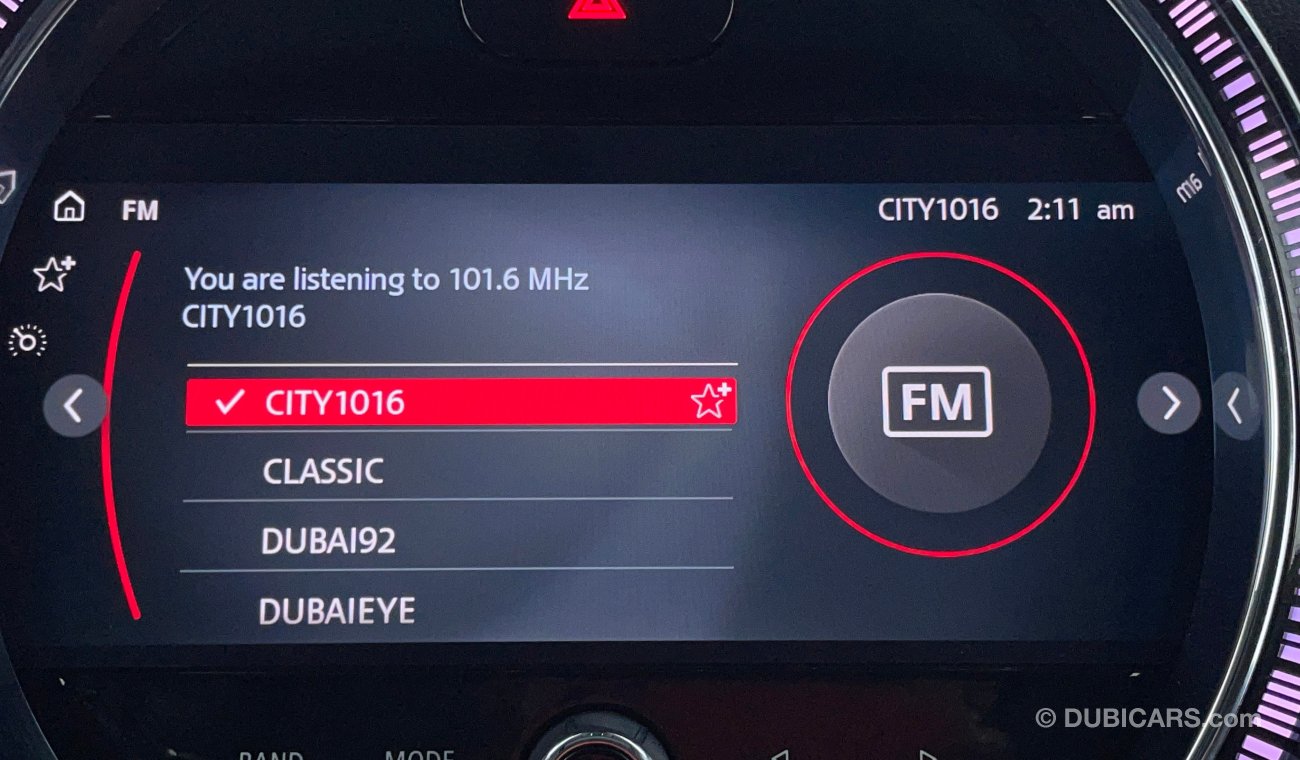 FM
CITY1016 2:11 am
You are listening to 101.6 MHz
CITY1016
CITY1016
CLASSIC
DUBAI92
DUBAIEYE
FM
© DUBICARS.com
BAND MODE